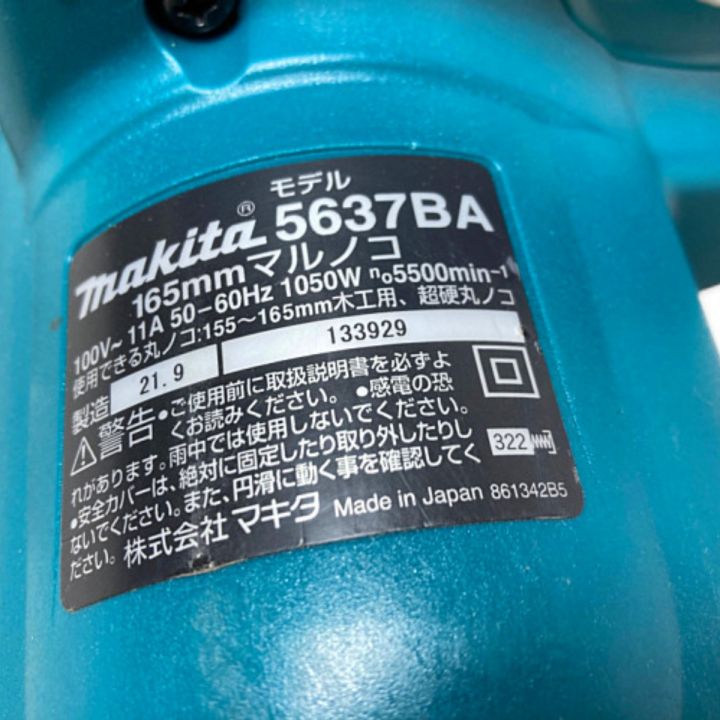 モデル
makita® 5637BA
165mmマルノコ
100V~ 11A 50-60Hz 1050W n₀5500min⁻¹
使用できる丸ノコ:155~165mm木工用、超硬丸ノコ
製造 21.9 133929
⚠警告 ●ご使用前に取扱説明書を必ずよ
くお読みください。 ●感電の恐
れがあります。雨中では使用しないでください。
●安全カバーは、絶対に固定したり取り外したりし
ないでください。また、円滑に動く事を確認してく
ださい。 株式会社 マキタ Made in Japan 861342B5
322